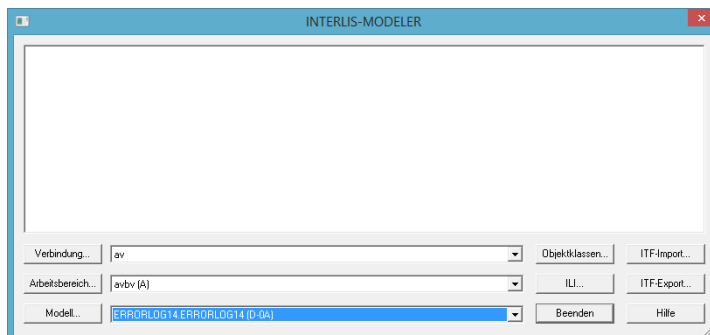 INTERLIS-MODELER
Verbindung... av Objektklassen... ITF-Import...
Arbeitsbereich... avbv (A) ILI... ITF-Export...
Modell... ERRORLOG14.ERRORLOG14 (D-0A) Beenden Hilfe